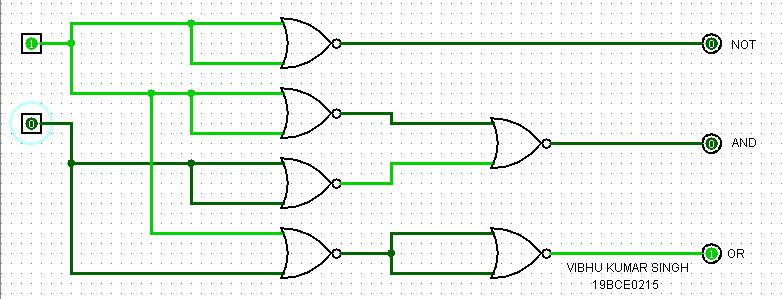 1
0 NOT
0
0 AND
1 OR
VIBHU KUMAR SINGH
19BCE0215